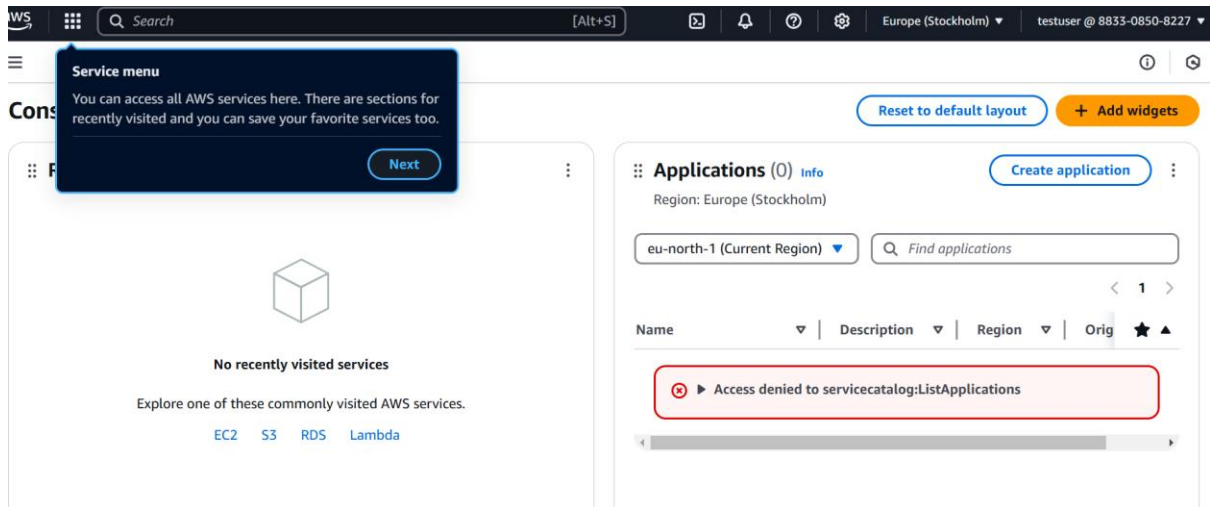 aws
Search [Alt+S]
Europe (Stockholm)
testuser @ 8833-0850-8227
Service menu
You can access all AWS services here. There are sections for
recently visited and you can save your favorite services too.
Next
Cons
Reset to default layout
+ Add widgets
No recently visited services
Explore one of these commonly visited AWS services.
EC2 S3 RDS Lambda
Applications (0) Info
Create application
Region: Europe (Stockholm)
eu-north-1 (Current Region)
Find applications
1
Name Description Region Orig
Access denied to servicecatalog:ListApplications